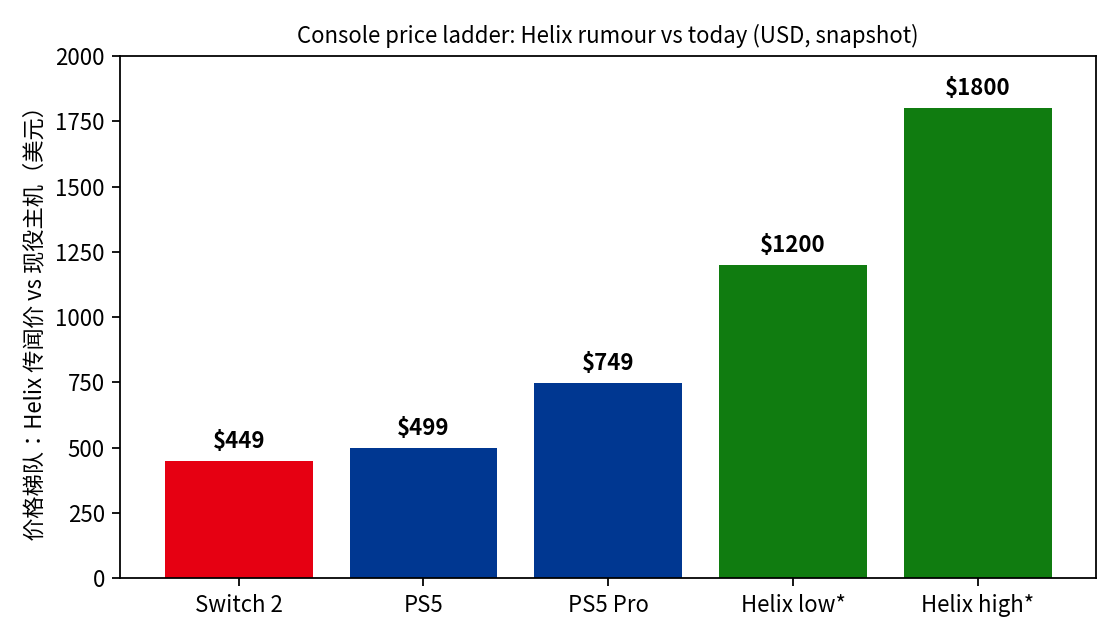 Console price ladder: Helix rumour vs today (USD, snapshot)
价格梯队：Helix 传闻价 vs 现役主机（美元）
2000
1750
1500
1250
1000
750
500
250
0
$449
$499
$749
$1200
$1800
Switch 2
PS5
PS5 Pro
Helix low*
Helix high*